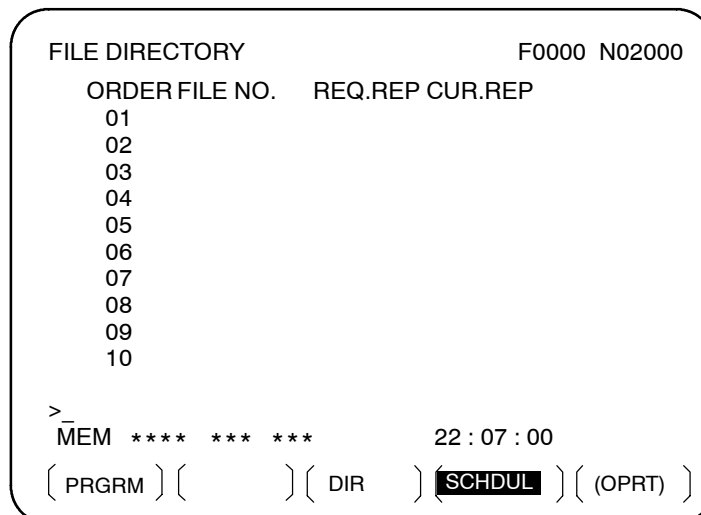 FILE DIRECTORY F0000 N02000
ORDER FILE NO. REQ.REP CUR.REP
01
02
03
04
05
06
07
08
09
10
>_
MEM **** *** *** 22 : 07 : 00
[ PRGRM ] [ ] [ DIR ] [ SCHDUL ] [ (OPRT) ]